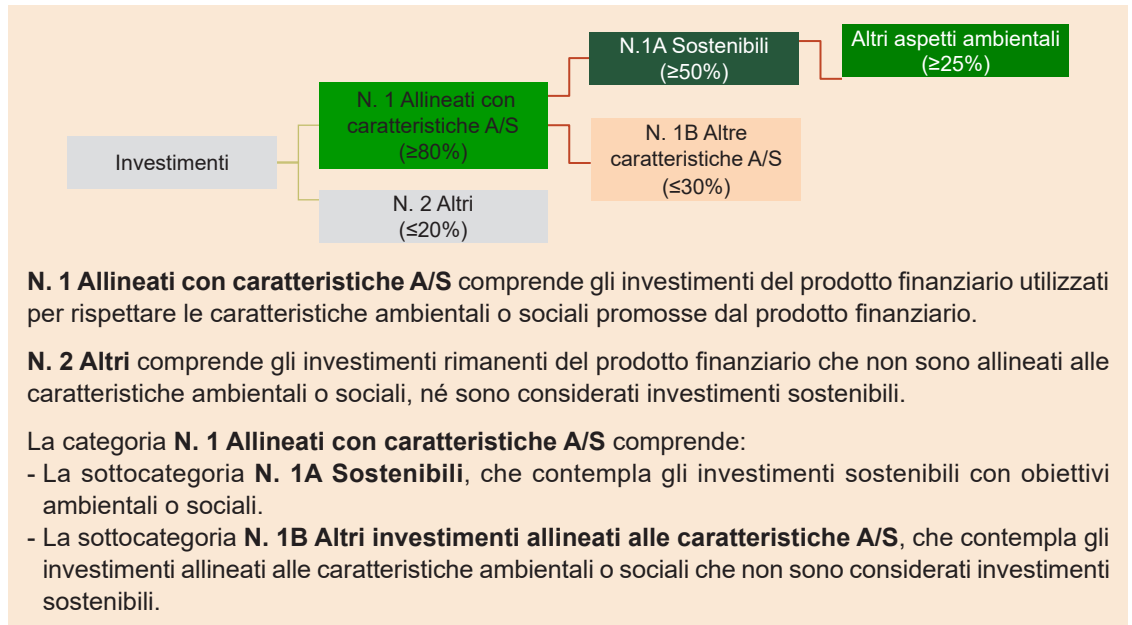 N.1A Sostenibili
(≥50%)
Altri aspetti ambientali
(≥25%)
N. 1 Allineati con
caratteristiche A/S
(≥80%)
N. 1B Altre
caratteristiche A/S
(≤30%)
Investimenti
N. 2 Altri
(≤20%)
N. 1 Allineati con caratteristiche A/S comprende gli investimenti del prodotto finanziario utilizzati
per rispettare le caratteristiche ambientali o sociali promosse dal prodotto finanziario.
N. 2 Altri comprende gli investimenti rimanenti del prodotto finanziario che non sono allineati alle
caratteristiche ambientali o sociali, né sono considerati investimenti sostenibili.
La categoria N. 1 Allineati con caratteristiche A/S comprende:
- La sottocategoria N. 1A Sostenibili, che contempla gli investimenti sostenibili con obiettivi
ambientali o sociali.
- La sottocategoria N. 1B Altri investimenti allineati alle caratteristiche A/S, che contempla gli
investimenti allineati alle caratteristiche ambientali o sociali che non sono considerati investimenti
sostenibili.